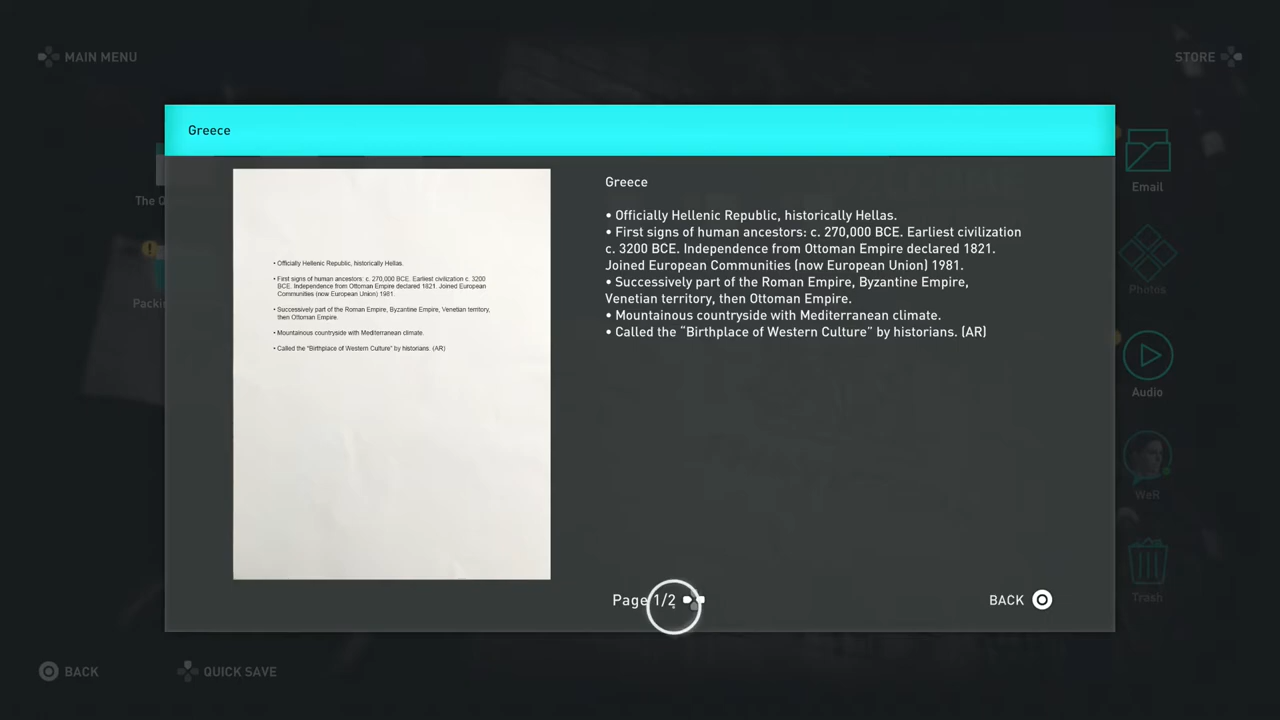 MAIN MENU
STORE
Greece
The
Packin
Greece
• Officially Hellenic Republic, historically Hellas.
• First signs of human ancestors: c. 270,000 BCE. Earliest civilization
c. 3200 BCE. Independence from Ottoman Empire declared 1821.
Joined European Communities (now European Union) 1981.
• Successively part of the Roman Empire, Byzantine Empire,
Venetian territory, then Ottoman Empire.
• Mountainous countryside with Mediterranean climate.
• Called the “Birthplace of Western Culture” by historians. (AR)
• Officially Hellenic Republic, historically Hellas.
• First signs of human ancestors: c. 270,000 BCE. Earliest civilization c. 3200
BCE. Independence from Ottoman Empire declared 1821. Joined European
Communities (now European Union) 1981.
• Successively part of the Roman Empire, Byzantine Empire, Venetian territory,
then Ottoman Empire.
• Mountainous countryside with Mediterranean climate.
• Called the “Birthplace of Western Culture” by historians. (AR)
Email
Photos
Audio
WeR
Trash
Page 1/2
BACK
BACK
QUICK SAVE